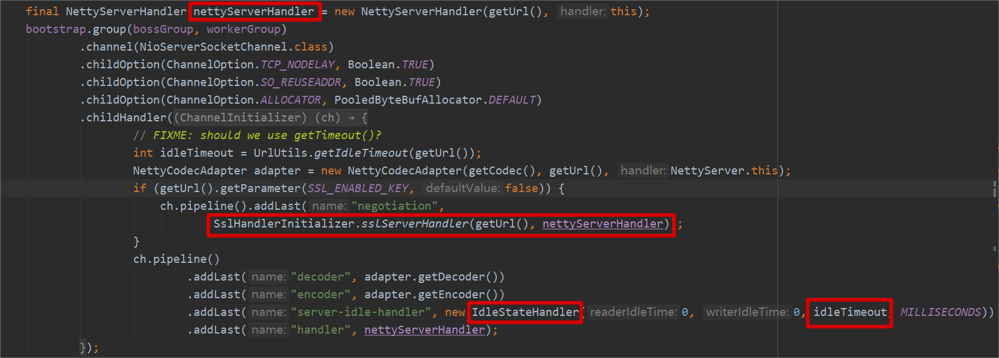 final NettyServerHandler nettyServerHandler = new NettyServerHandler(getUrl(), handler: this);
bootstrap.group(bossGroup, workerGroup)
.channel(NioServerSocketChannel.class)
.childOption(ChannelOption.TCP_NODELAY, Boolean.TRUE)
.childOption(ChannelOption.SO_REUSEADDR, Boolean.TRUE)
.childOption(ChannelOption.ALLOCATOR, PooledByteBufAllocator.DEFAULT)
.childHandler((ChannelInitializer) (ch) → {
// FIXME: should we use getTimeout()?
int idleTimeout = UrlUtils.getIdleTimeout(getUrl());
NettyCodecAdapter adapter = new NettyCodecAdapter(getCodec(), getUrl(), handler: NettyServer.this);
if (getUrl().getParameter(SSL_ENABLED_KEY, defaultValue: false)) {
ch.pipeline().addLast( name: "negotiation",
SslHandlerInitializer.sslServerHandler(getUrl(), nettyServerHandler));
}
ch.pipeline()
.addLast( name: "decoder", adapter.getDecoder())
.addLast( name: "encoder", adapter.getEncoder())
.addLast( name: "server-idle-handler", new IdleStateHandler( readerIdleTime: 0, writerIdleTime: 0, idleTimeout, MILLISECONDS))
.addLast( name: "handler", nettyServerHandler);
});